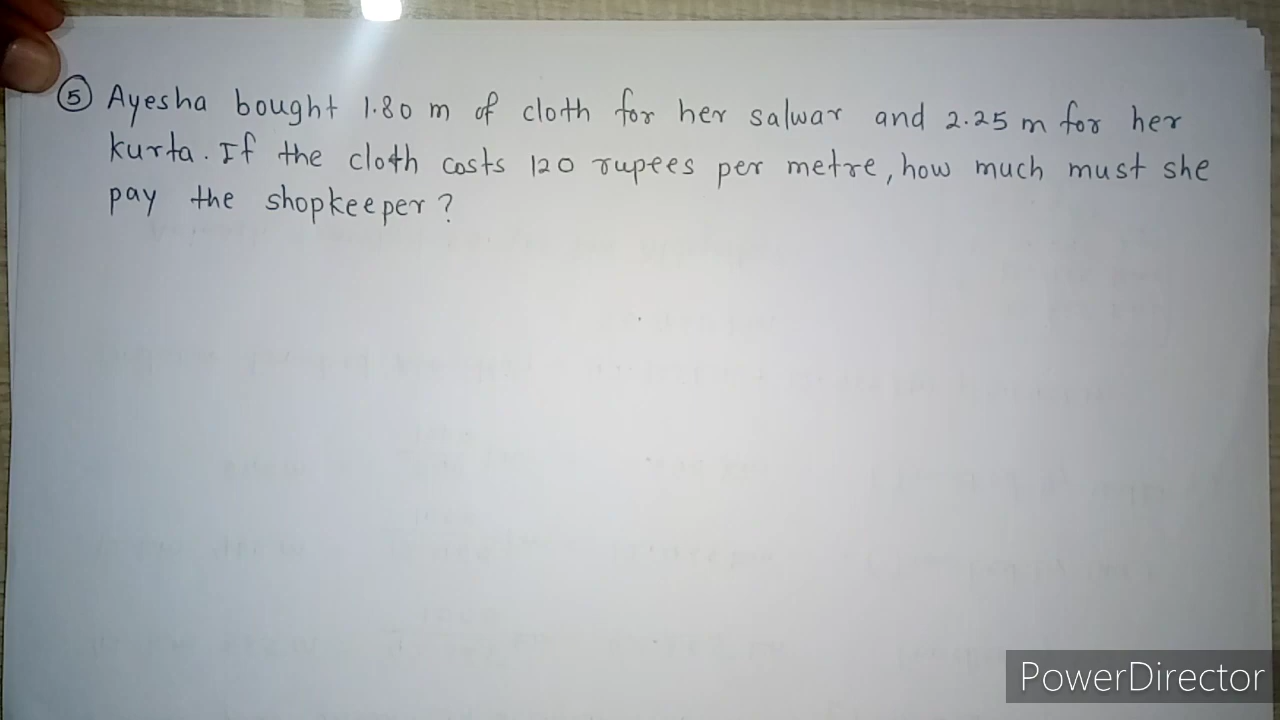 ⑤ Ayesha bought 1.80 m of cloth for her salwar and 2.25 m for her
kurta. If the cloth costs 120 rupees per metre, how much must she
pay the shopkeeper?
PowerDirector